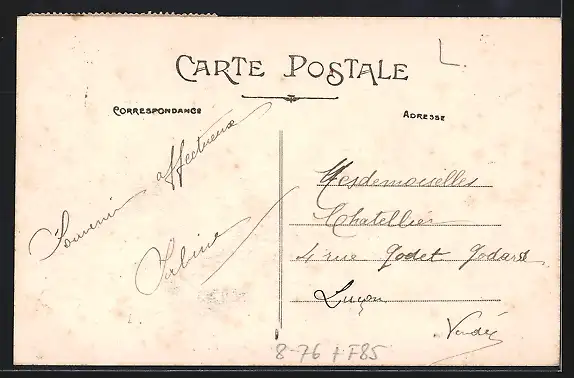 CARTE POSTALE
CORRESPONDANCE
ADRESSE
L.
Souvenir affectueux
Sabine
Mesdemoiselles
Chatellier
4 rue Godet Godard
Luçon
Vendée
8-76 + F85